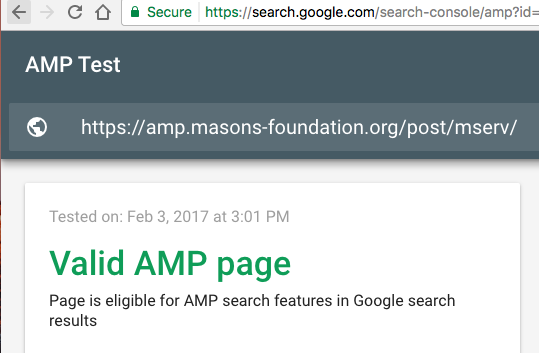 Secure https://search.google.com/search-console/amp?id=
AMP Test
https://amp.masons-foundation.org/post/mserv/
Tested on: Feb 3, 2017 at 3:01 PM
Valid AMP page
Page is eligible for AMP search features in Google search
results